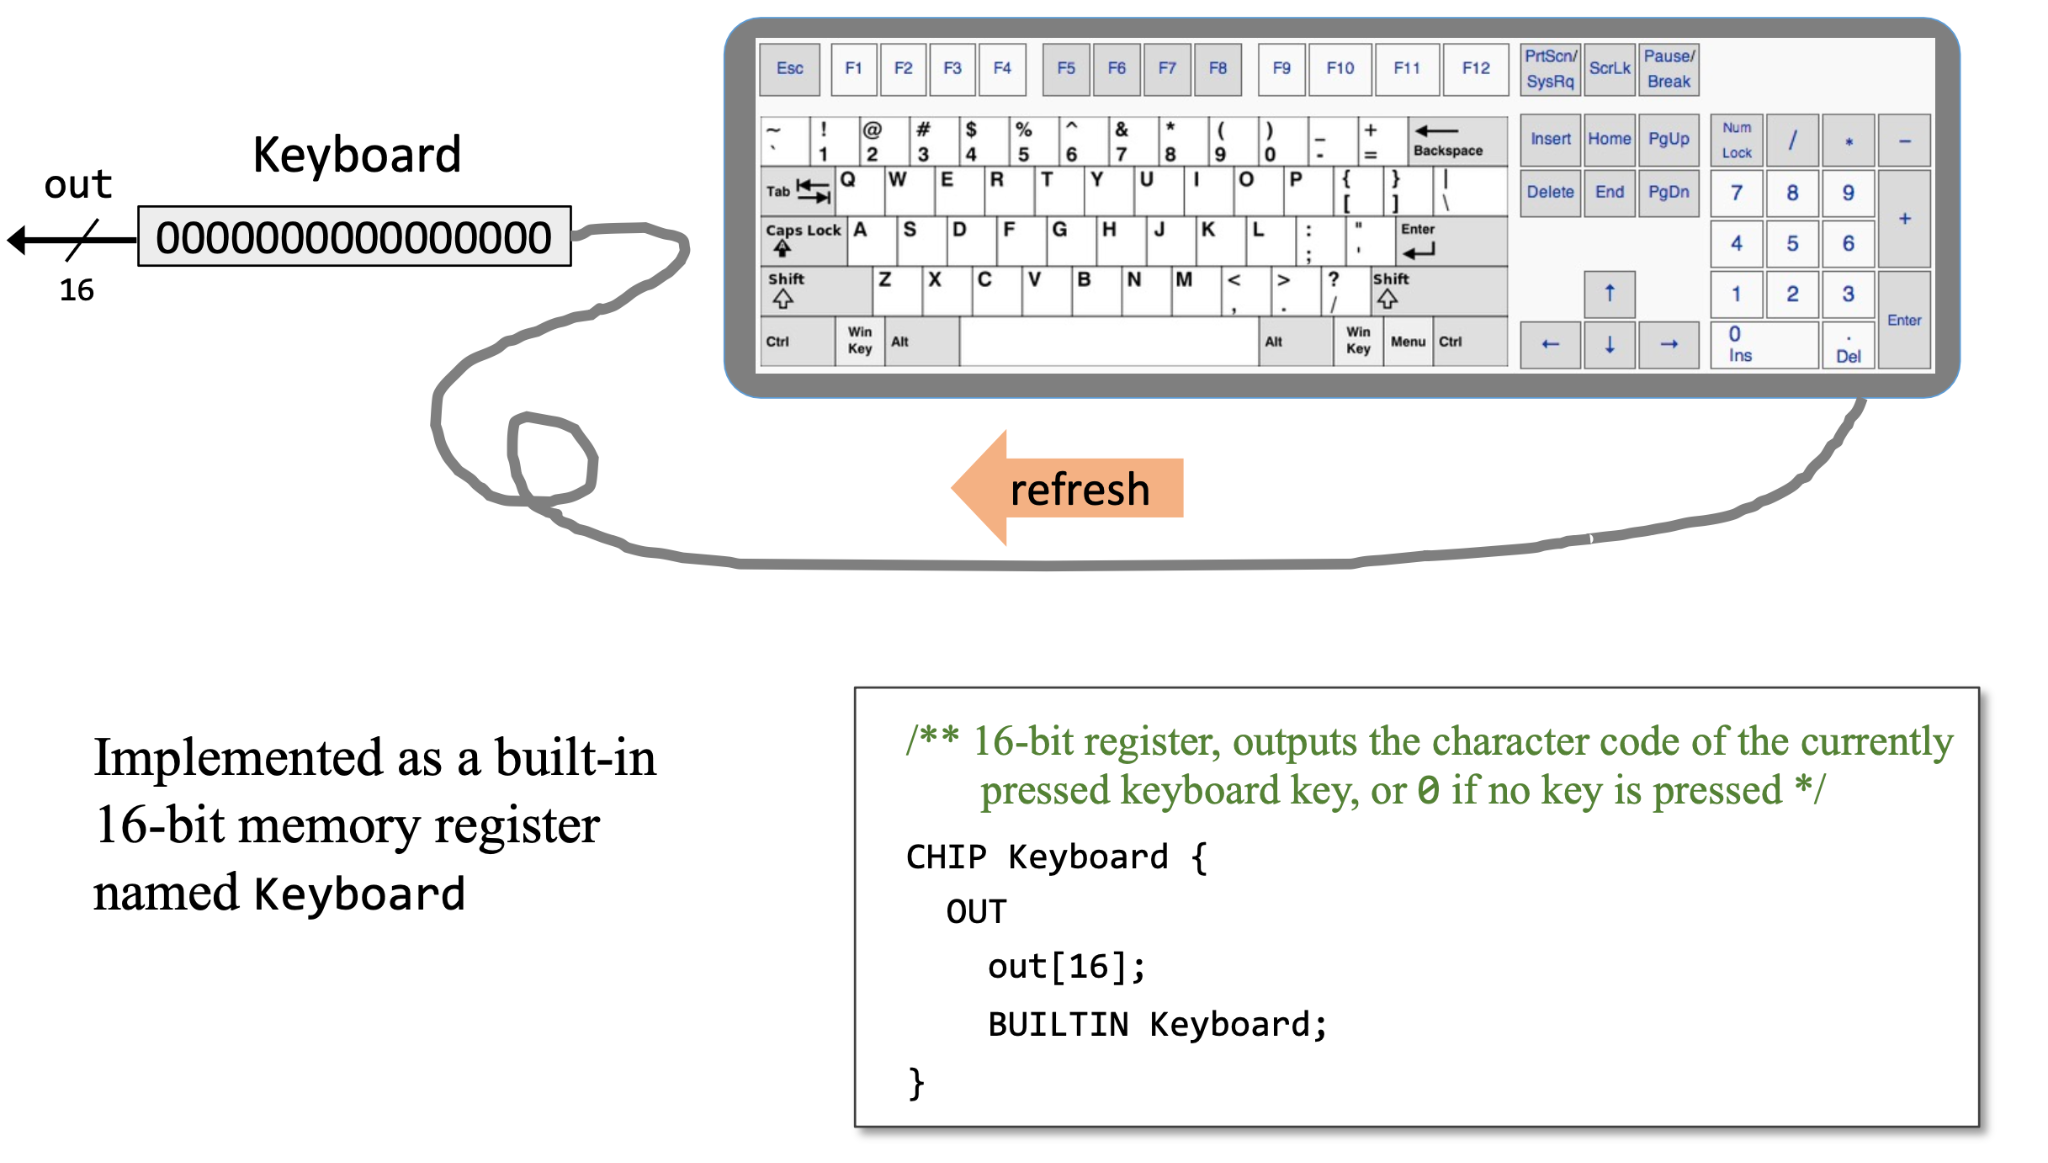 Keyboard
out
0000000000000000
16
Esc F1 F2 F3 F4 F5 F6 F7 F8 F9 F10 F11 F12 PrtScn/ SysRq ScrLk Pause/ Break
~ ! @ # $ % ^ & * ( ) _ + Backspace
` 1 2 3 4 5 6 7 8 9 0 - =
Insert Home PgUp Num Lock / * −
Tab Q W E R T Y U I O P { [ } ] | \
Delete End PgDn 7 8 9 +
Caps Lock A S D F G H J K L : ; " ' Enter
4 5 6
Shift Z X C V B N M < , > . ? / Shift
↑ 1 2 3 Enter
Ctrl Win Key Alt Alt Win Key Menu Ctrl
← ↓ → 0 Ins . Del
refresh
Implemented as a built-in
16-bit memory register
named Keyboard
/** 16-bit register, outputs the character code of the currently
pressed keyboard key, or 0 if no key is pressed */
CHIP Keyboard {
OUT
out[16];
BUILTIN Keyboard;
}